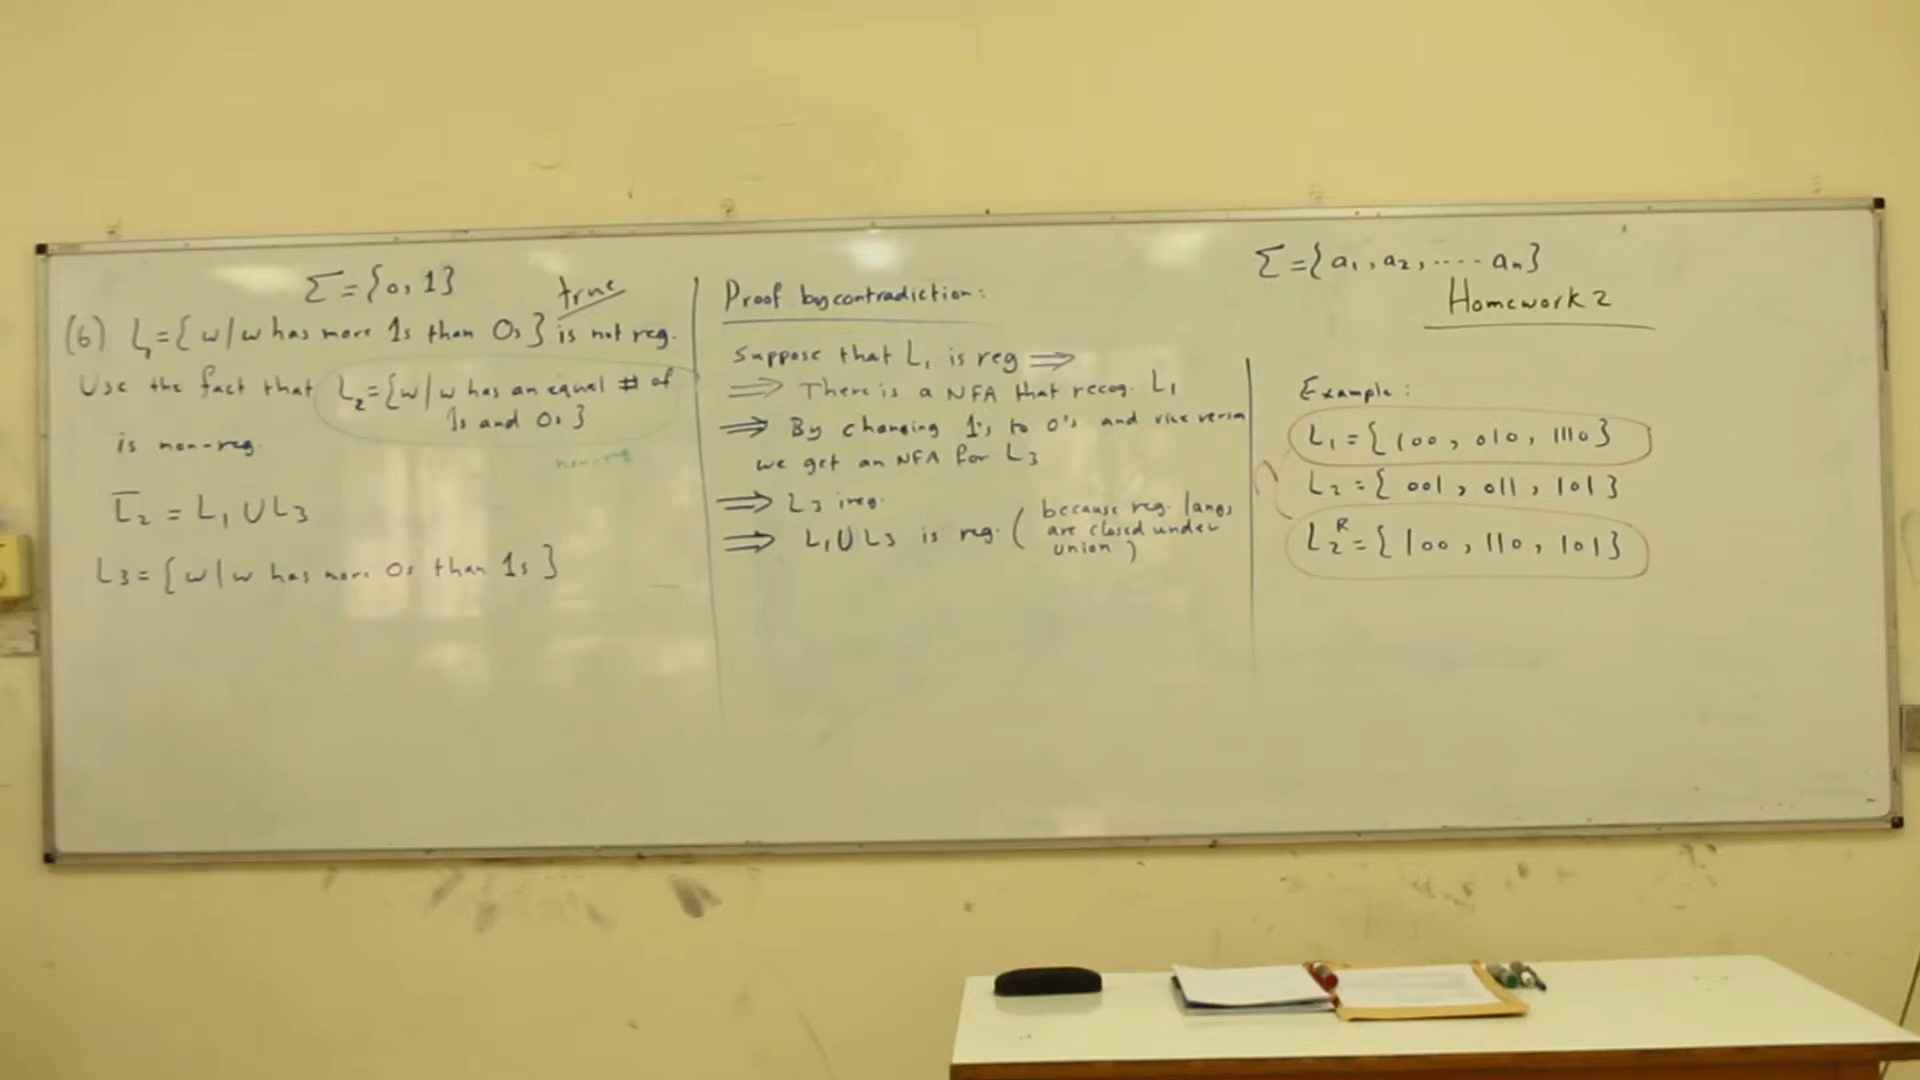 Σ = {0, 1}
true
(6) L₁ = { w | w has more 1s than 0s } is not reg.
Use the fact that L₂ = { w | w has an equal # of
1s and 0s }
is non-reg.
non-reg
L̅₂ = L₁ ∪ L₃
L₃ = { w | w has more 0s than 1s }
Proof by contradiction:
suppose that L₁ is reg ⟹
⟹ There is a NFA that recog. L₁
⟹ By changing 1's to 0's and vice versa
we get an NFA for L₃
⟹ L₃ is reg.
⟹ L₁ ∪ L₃ is reg. ( because reg. langs
are closed under
union )
Σ = { a₁, a₂, ..... aₙ }
Homework 2
Example :
L₁ = { 100 , 010 , 1110 }
L₂ = { 001 , 011 , 101 }
L₂ᴿ = { 100 , 110 , 101 }